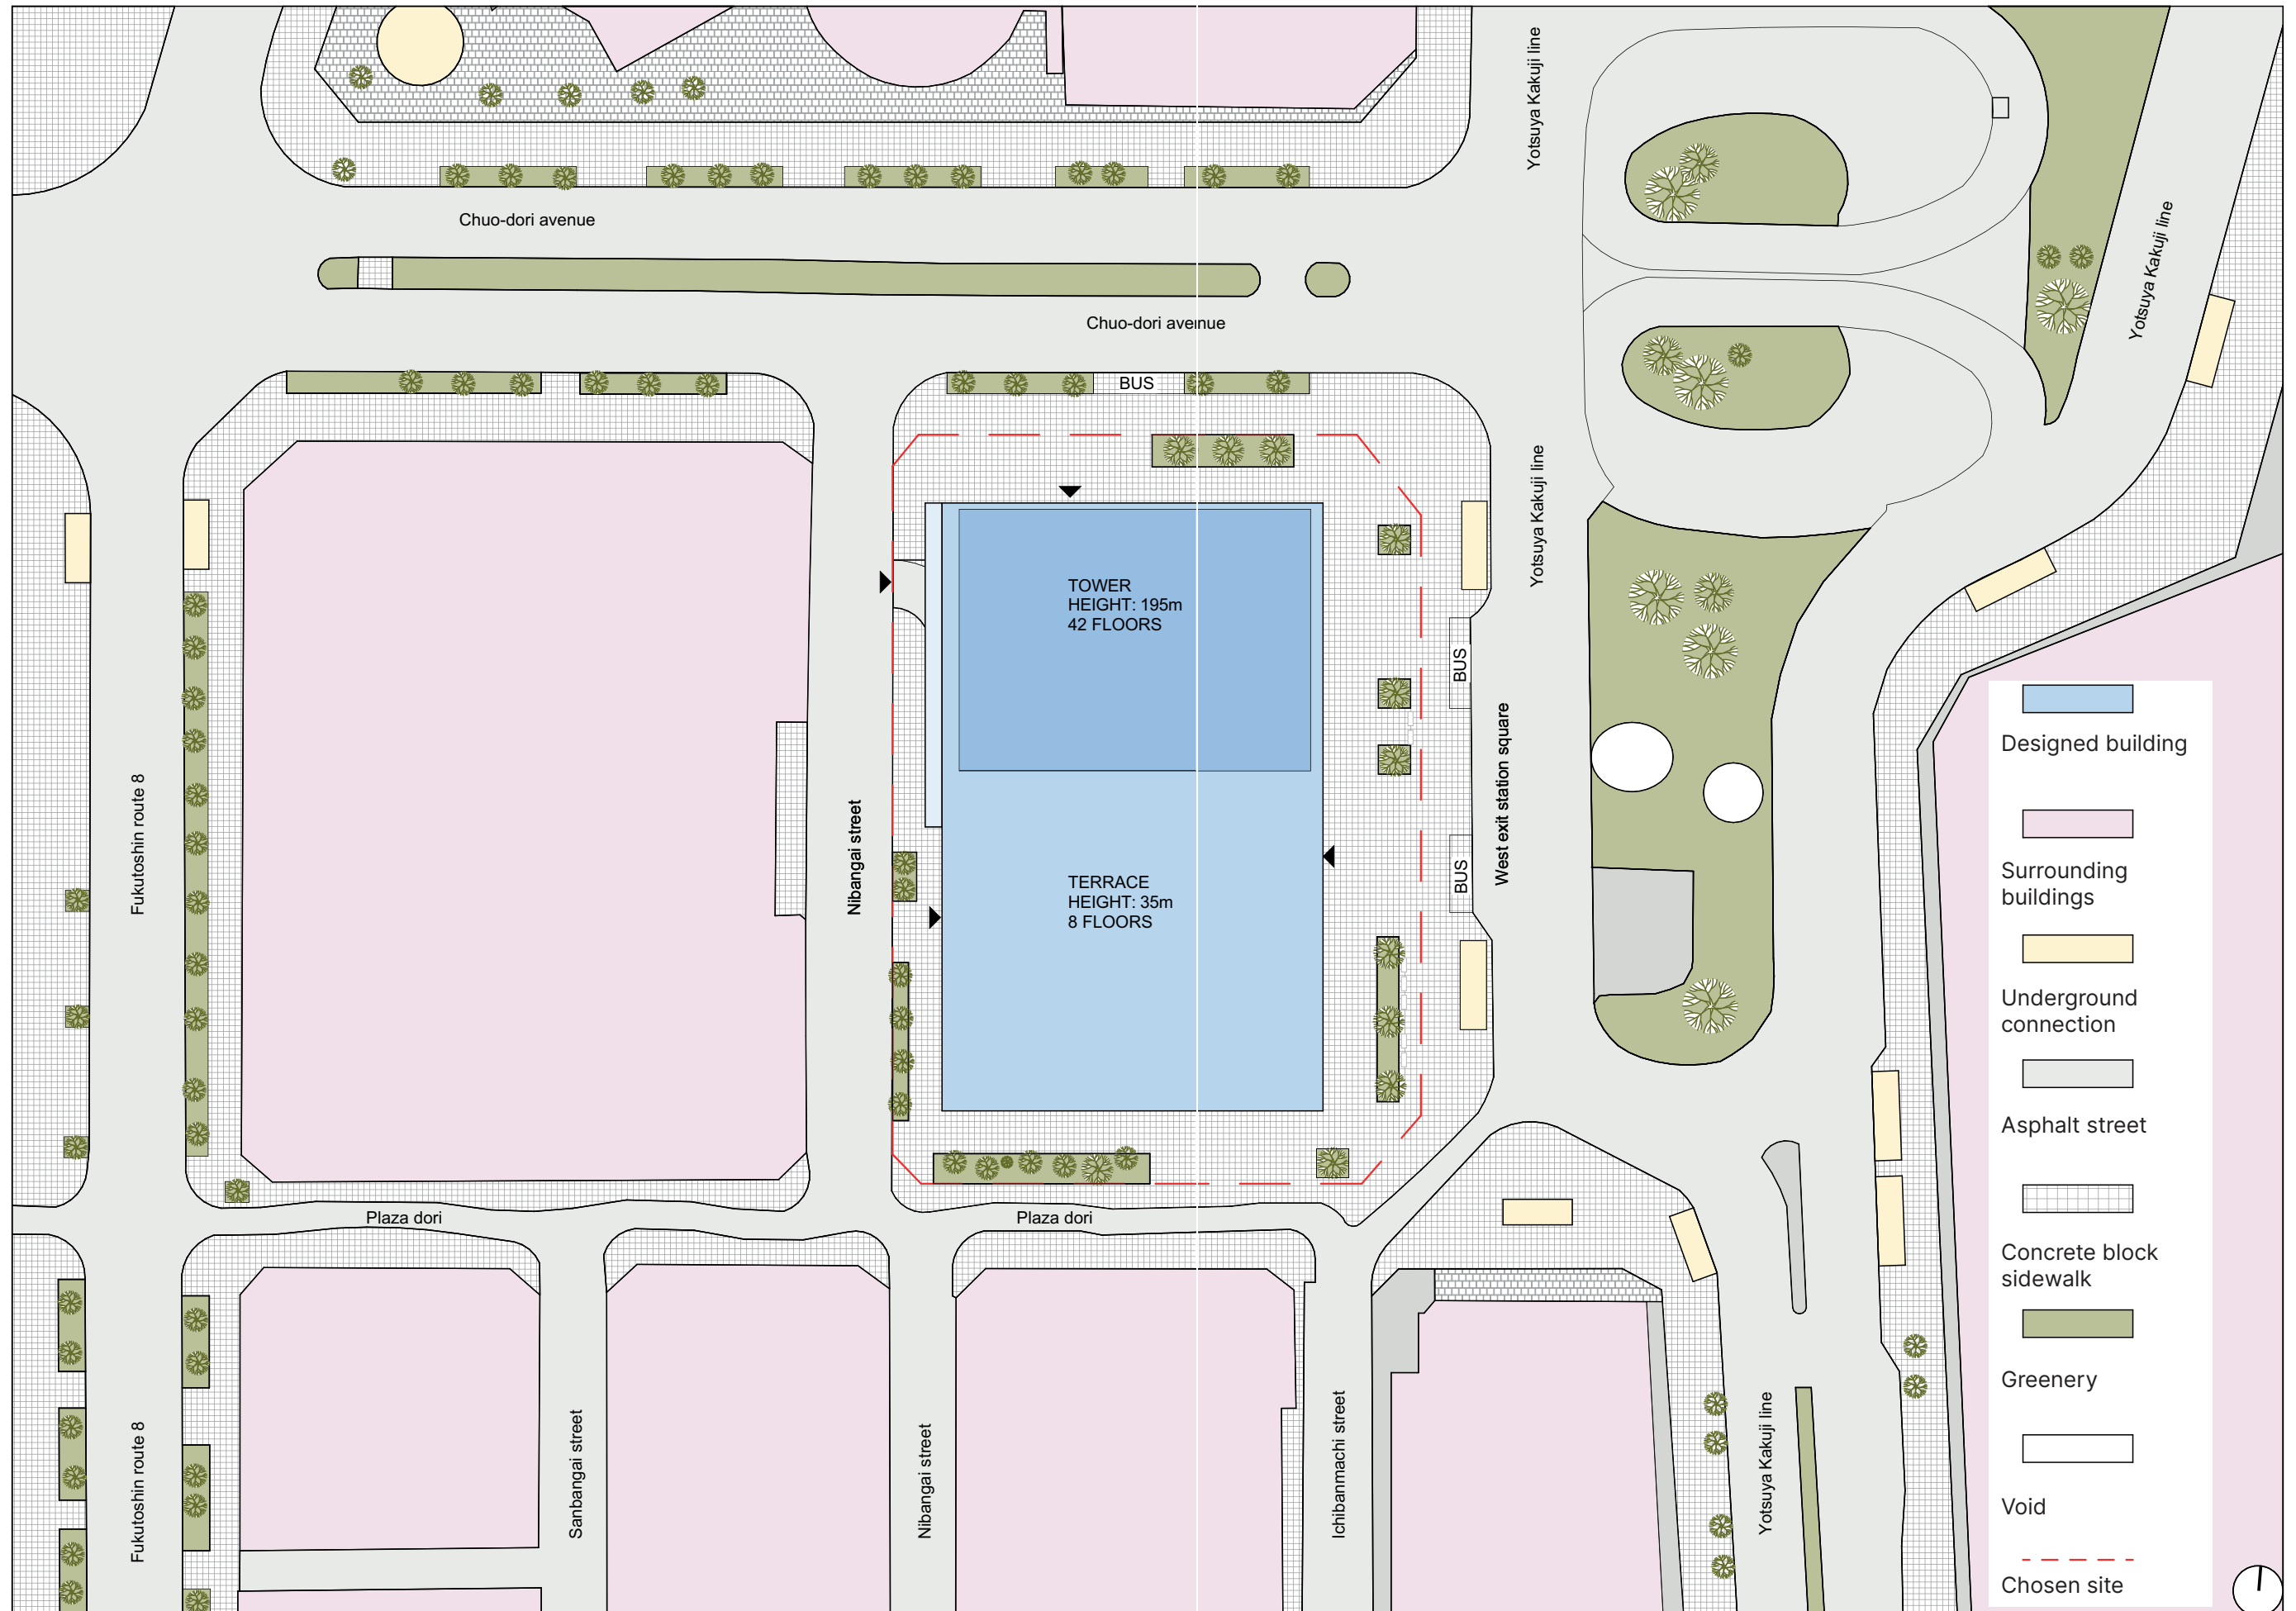 Yotsuya Kakuji line
Chuo-dori avenue
Yotsuya Kakuji line
Chuo-dori avenue
BUS
Yotsuya Kakuji line
TOWER
HEIGHT: 195m
42 FLOORS
BUS
Fukutoshin route 8
Nibangai street
West exit station square
TERRACE
HEIGHT: 35m
8 FLOORS
BUS
Plaza dori
Plaza dori
Fukutoshin route 8
Sanbangai street
Nibangai street
Ichibanmachi street
Yotsuya Kakuji line
Designed building
Surrounding
buildings
Underground
connection
Asphalt street
Concrete block
sidewalk
Greenery
Void
Chosen site